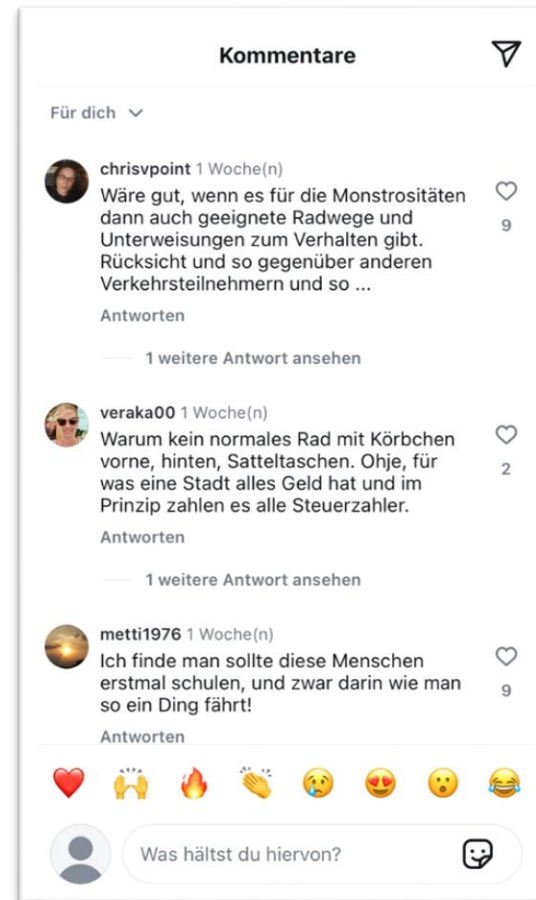 Kommentare
Für dich
chrisvpoint 1 Woche(n)
Wäre gut, wenn es für die Monstrositäten
dann auch geeignete Radwege und
Unterweisungen zum Verhalten gibt.
Rücksicht und so gegenüber anderen
Verkehrsteilnehmern und so ...
9
Antworten
1 weitere Antwort ansehen
veraka00 1 Woche(n)
Warum kein normales Rad mit Körbchen
vorne, hinten, Satteltaschen. Ohje, für
was eine Stadt alles Geld hat und im
Prinzip zahlen es alle Steuerzahler.
2
Antworten
1 weitere Antwort ansehen
metti1976 1 Woche(n)
Ich finde man sollte diese Menschen
erstmal schulen, und zwar darin wie man
so ein Ding fährt!
9
Antworten
Was hältst du hiervon?